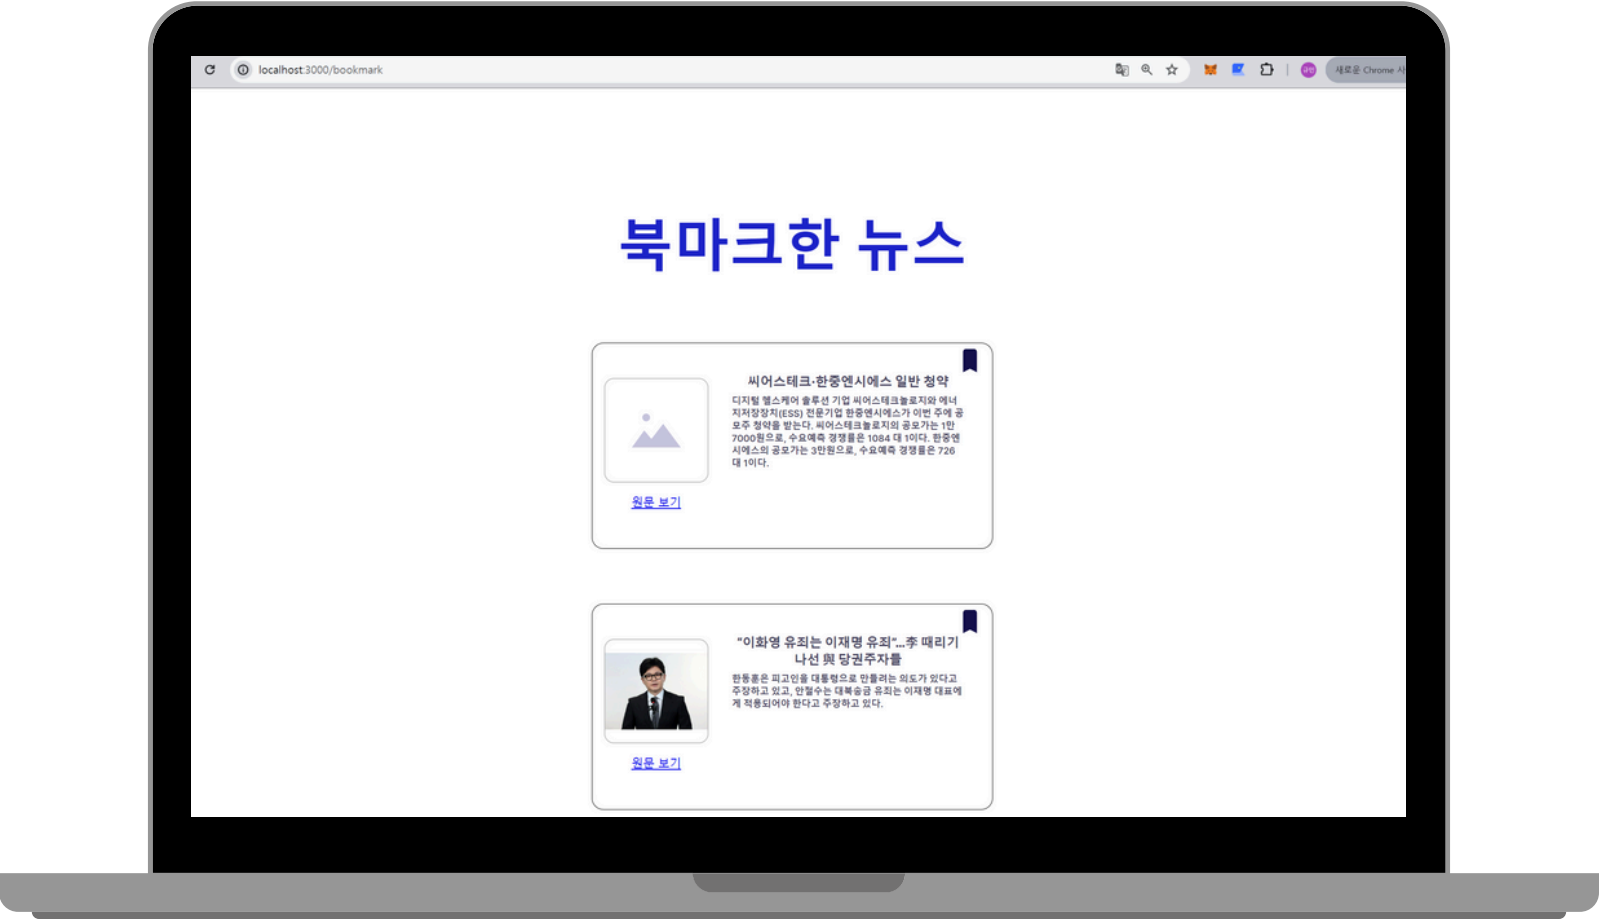 localhost:3000/bookmark
새로운 Chrome 사
북마크한 뉴스
씨어스테크·한중엔시에스 일반 청약
디지털 헬스케어 솔루션 기업 씨어스테크놀로지와 에너
지저장장치(ESS) 전문기업 한중엔시에스가 이번 주에 공
모주 청약을 받는다. 씨어스테크놀로지의 공모가는 1만
7000원으로, 수요예측 경쟁률은 1084 대 1이다. 한중엔
시에스의 공모가는 3만원으로, 수요예측 경쟁률은 726
대 1이다.
원문 보기
"이화영 유죄는 이재명 유죄"...李 때리기
나선 與 당권주자들
한동훈은 피고인을 대통령으로 만들려는 의도가 있다고
주장하고 있고, 안철수는 대북송금 유죄는 이재명 대표에
게 적용되어야 한다고 주장하고 있다.
원문 보기